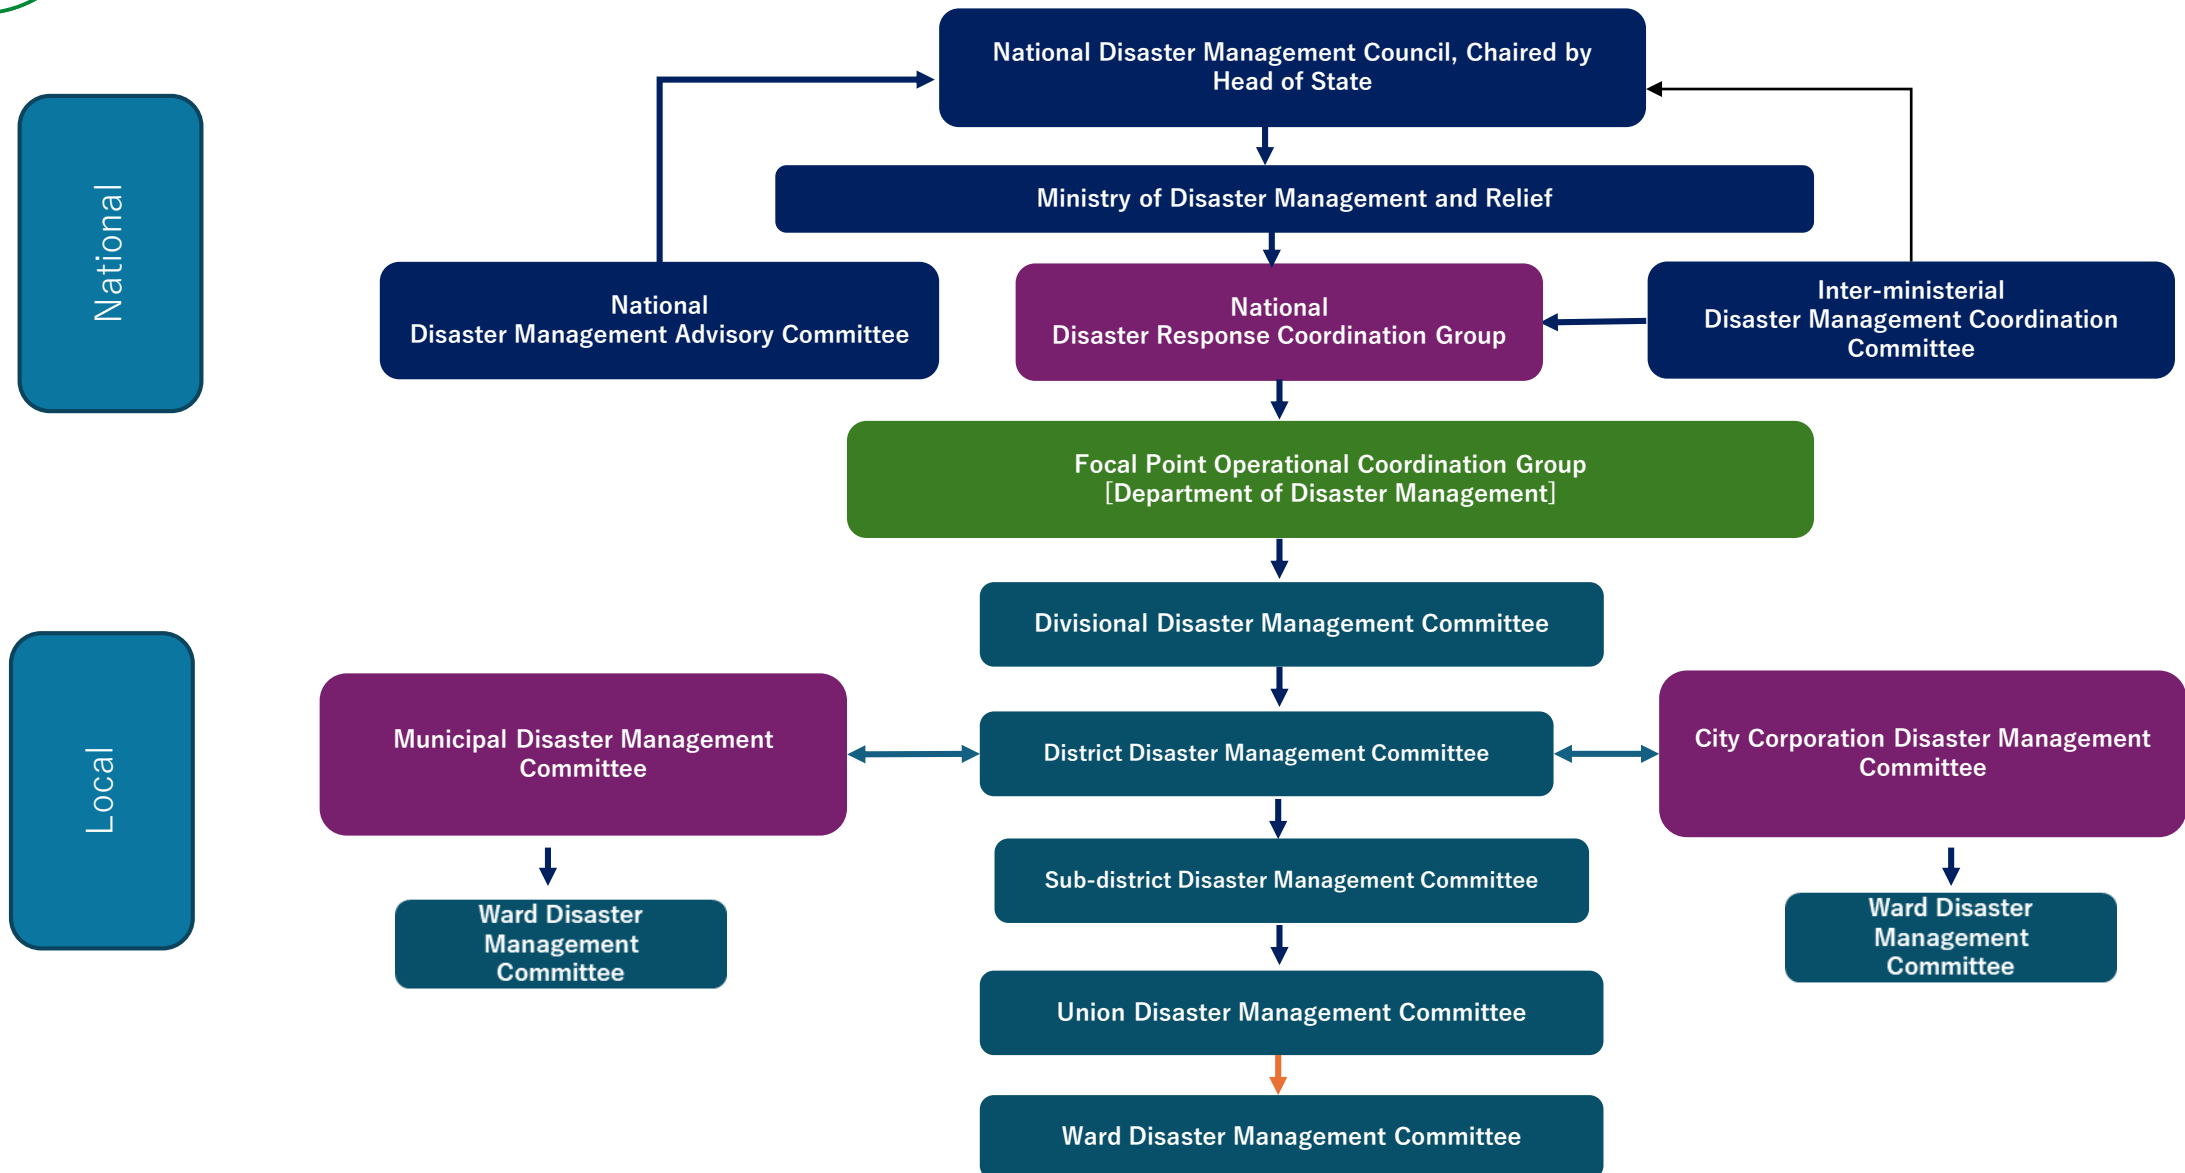 National Disaster Management Council, Chaired by
Head of State
National
Ministry of Disaster Management and Relief
National
Disaster Management Advisory Committee
National
Disaster Response Coordination Group
Inter-ministerial
Disaster Management Coordination
Committee
Focal Point Operational Coordination Group
[Department of Disaster Management]
Divisional Disaster Management Committee
Local
Municipal Disaster Management
Committee
District Disaster Management Committee
City Corporation Disaster Management
Committee
Sub-district Disaster Management Committee
Ward Disaster
Management
Committee
Ward Disaster
Management
Committee
Union Disaster Management Committee
Ward Disaster Management Committee